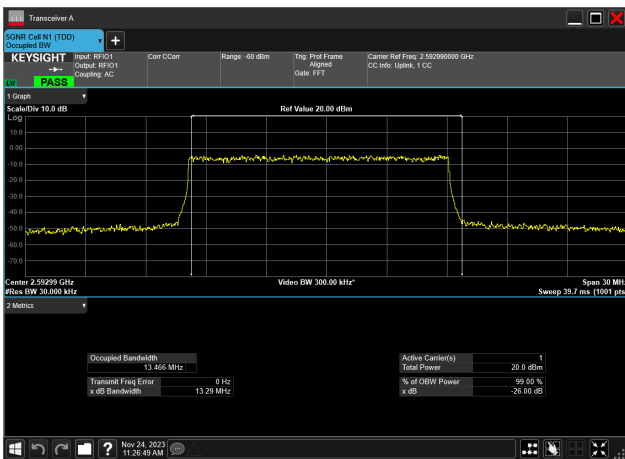 Transceiver A
5GNR Cell N1 (TDD)
Occupied BW
KEYSIGHT
Input: RFIO1
Output: RFIO1
Coupling: AC
Corr CCorr
Range: -60 dBm
Trig: Prot Frame
Aligned
Gate: FFT
Carrier Ref Freq: 2.592990000 GHz
CC Info: Uplink, 1 CC
PASS
1 Graph
Scale/Div 10.0 dB
Ref Value 20.00 dBm
Log
10.0
0.00
-10.0
-20.0
-30.0
-40.0
-50.0
-60.0
-70.0
Center 2.59299 GHz
Video BW 300.00 kHz*
Span 30 MHz
#Res BW 30.000 kHz
Sweep 39.7 ms (1001 pts
2 Metrics
Occupied Bandwidth
13.466 MHz
Active Carrier(s) 1
Total Power 20.0 dBm
Transmit Freq Error 0 Hz
x dB Bandwidth 13.29 MHz
% of OBW Power 99.00 %
x dB -26.00 dB
Nov 24, 2023
11:26:49 AM